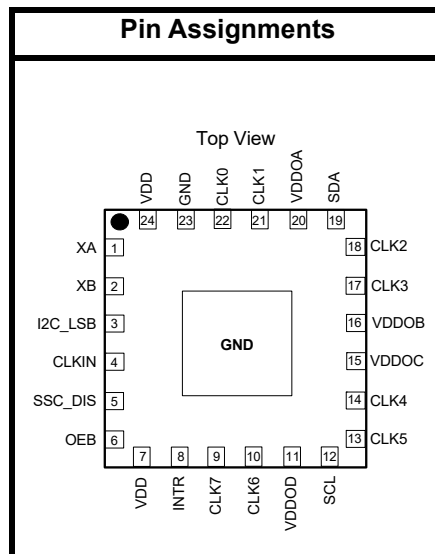 Pin Assignments
Top View
VDD
GND
CLK0
CLK1
VDDOA
SDA
24
23
22
21
20
19
XA 1
XB 2
I2C_LSB 3
CLKIN 4
SSC_DIS 5
OEB 6
GND
18 CLK2
17 CLK3
16 VDDOB
15 VDDOC
14 CLK4
13 CLK5
7
8
9
10
11
12
VDD
INTR
CLK7
CLK6
VDDOD
SCL